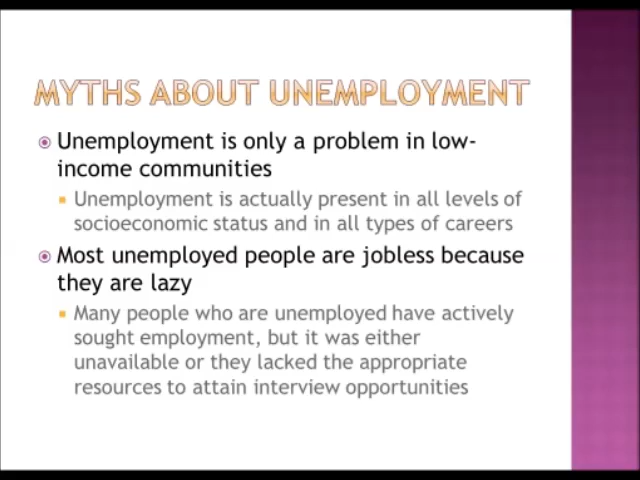 MYTHS ABOUT UNEMPLOYMENT
Unemployment is only a problem in low-
income communities
Unemployment is actually present in all levels of
socioeconomic status and in all types of careers
Most unemployed people are jobless because
they are lazy
Many people who are unemployed have actively
sought employment, but it was either
unavailable or they lacked the appropriate
resources to attain interview opportunities